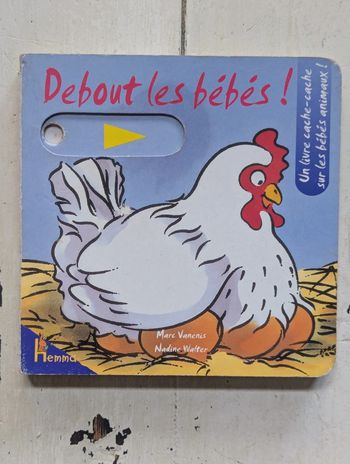 Debout les bébés !
Un livre cache-cache
sur les bébés animaux !
Marc Vanenis
Nadine Walter
Hemma